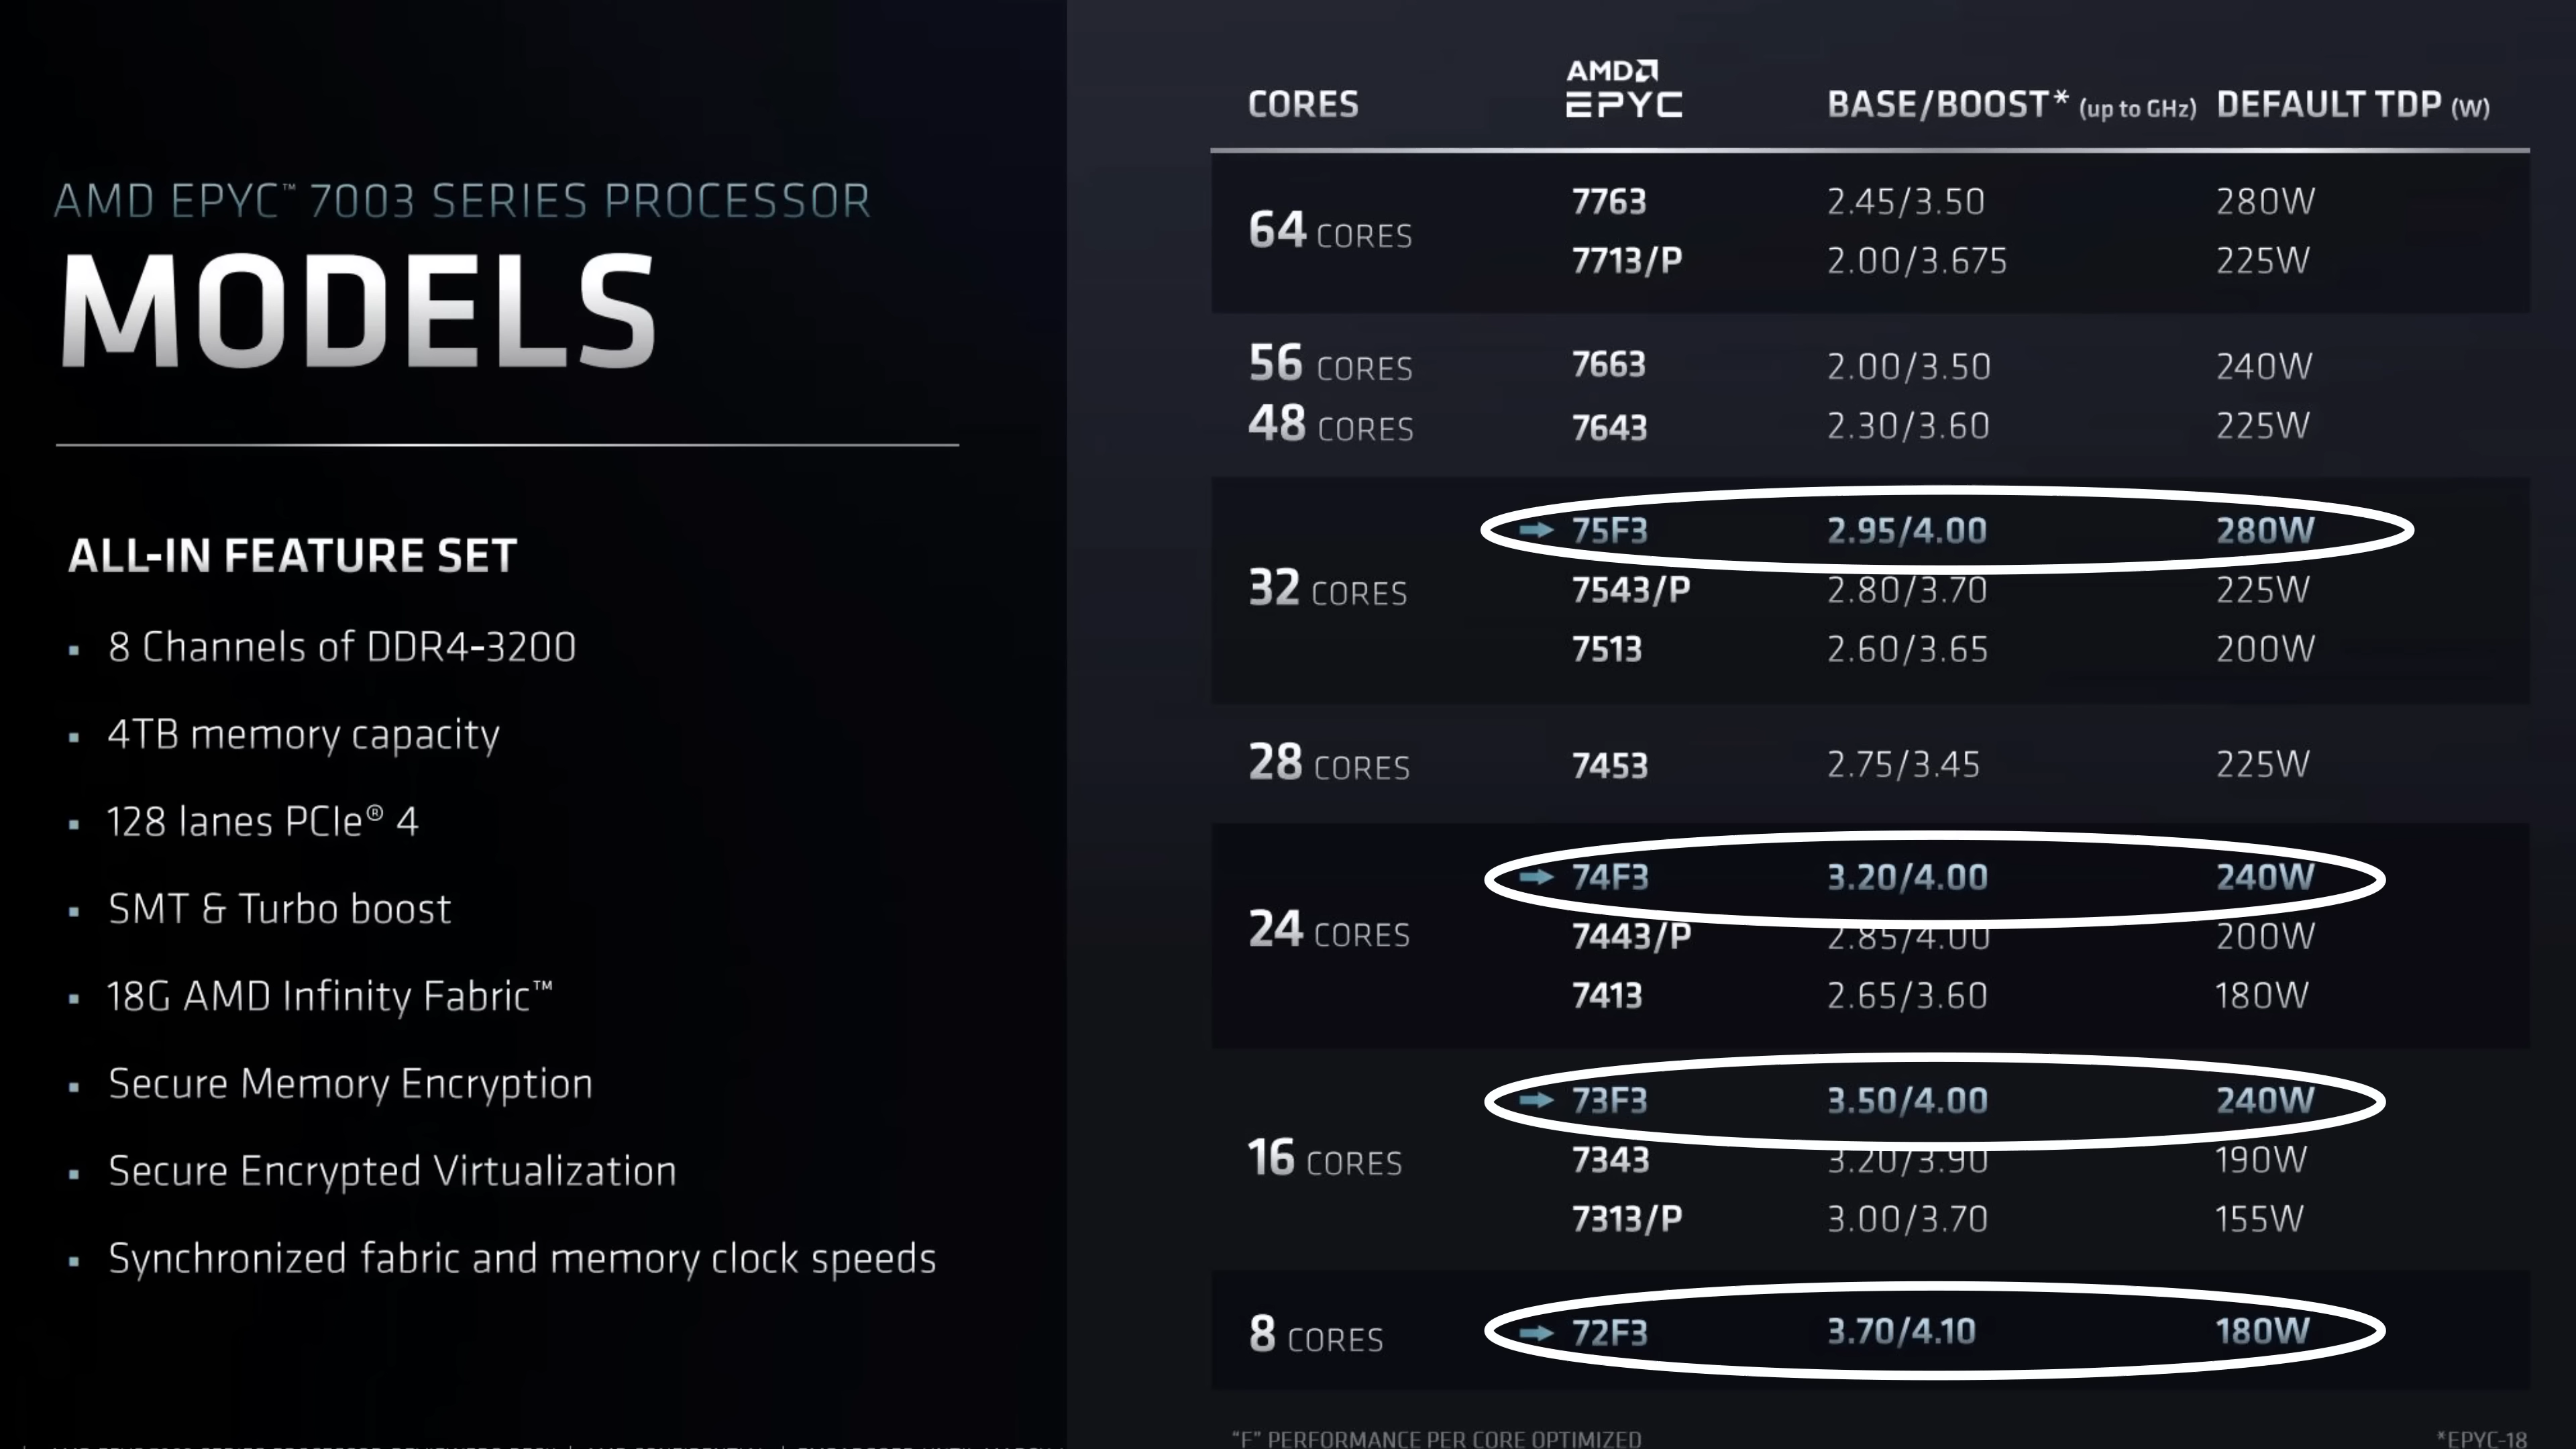 AMD EPYC™ 7003 SERIES PROCESSOR
MODELS
ALL-IN FEATURE SET
▪ 8 Channels of DDR4-3200
▪ 4TB memory capacity
▪ 128 lanes PCIe® 4
▪ SMT & Turbo boost
▪ 18G AMD Infinity Fabric™
▪ Secure Memory Encryption
▪ Secure Encrypted Virtualization
▪ Synchronized fabric and memory clock speeds
CORES AMD EPYC BASE/BOOST* (up to GHz) DEFAULT TDP (W)
64 CORES
7763 2.45/3.50 280W
7713/P 2.00/3.675 225W
56 CORES 7663 2.00/3.50 240W
48 CORES 7643 2.30/3.60 225W
32 CORES
75F3 2.95/4.00 280W
7543/P 2.80/3.70 225W
7513 2.60/3.65 200W
28 CORES 7453 2.75/3.45 225W
24 CORES
74F3 3.20/4.00 240W
7443/P 2.85/4.00 200W
7413 2.65/3.60 180W
16 CORES
73F3 3.50/4.00 240W
7343 3.20/3.90 190W
7313/P 3.00/3.70 155W
8 CORES 72F3 3.70/4.10 180W
"F" PERFORMANCE PER CORE OPTIMIZED *EPYC-18